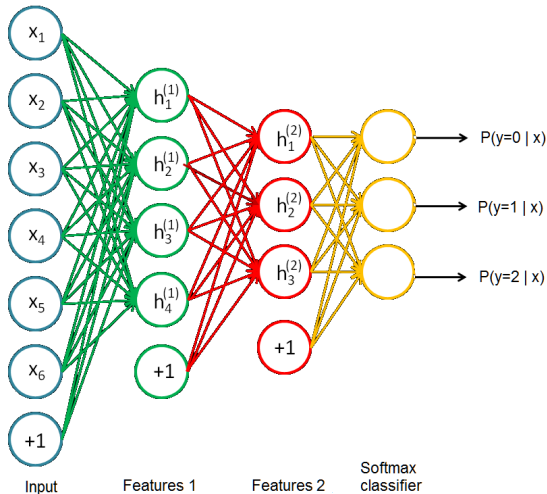 x₁
x₂
x₃
x₄
x₅
x₆
+1
Input
h₁⁽¹⁾
h₂⁽¹⁾
h₃⁽¹⁾
h₄⁽¹⁾
+1
Features 1
h₁⁽²⁾
h₂⁽²⁾
h₃⁽²⁾
+1
Features 2
Softmax
classifier
P(y=0 | x)
P(y=1 | x)
P(y=2 | x)